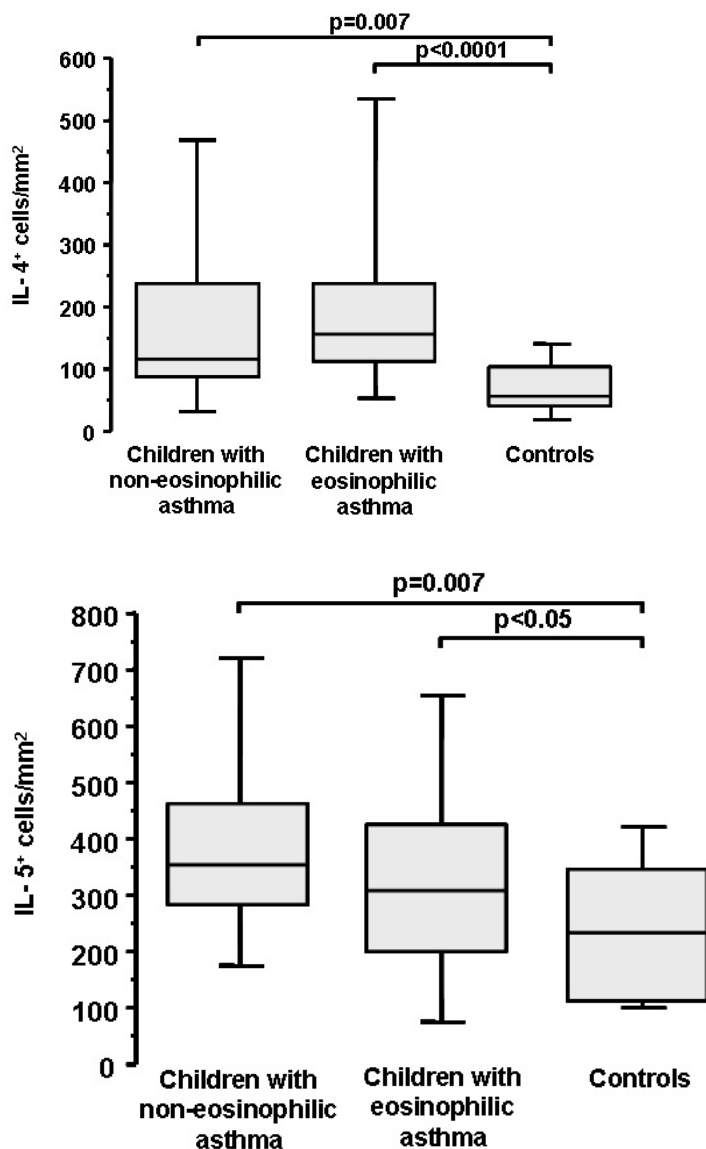 p=0.007
p<0.0001
600
500
400
300
200
100
0
IL- 4⁺ cells/mm²
Children with
non-eosinophilic
asthma
Children with
eosinophilic
asthma
Controls
p=0.007
p<0.05
800
700
600
500
400
300
200
100
0
IL- 5⁺ cells/mm²
Children with
non-eosinophilic
asthma
Children with
eosinophilic
asthma
Controls